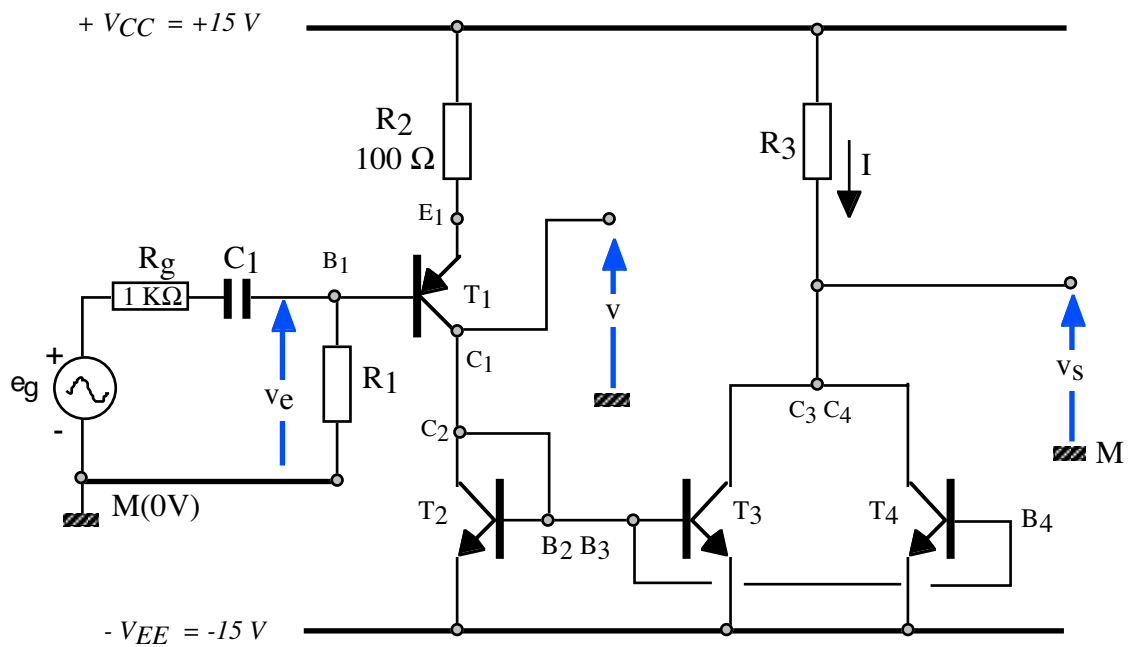 + VCC = +15 V
R2
100 Ω
R3
I
E1
Rg
C1
B1
1 KΩ
T1
v
C1
+
eg
-
ve
R1
vs
C2
C3 C4
M
M(0V)
T2
T3
T4
B4
B2 B3
- VEE = -15 V